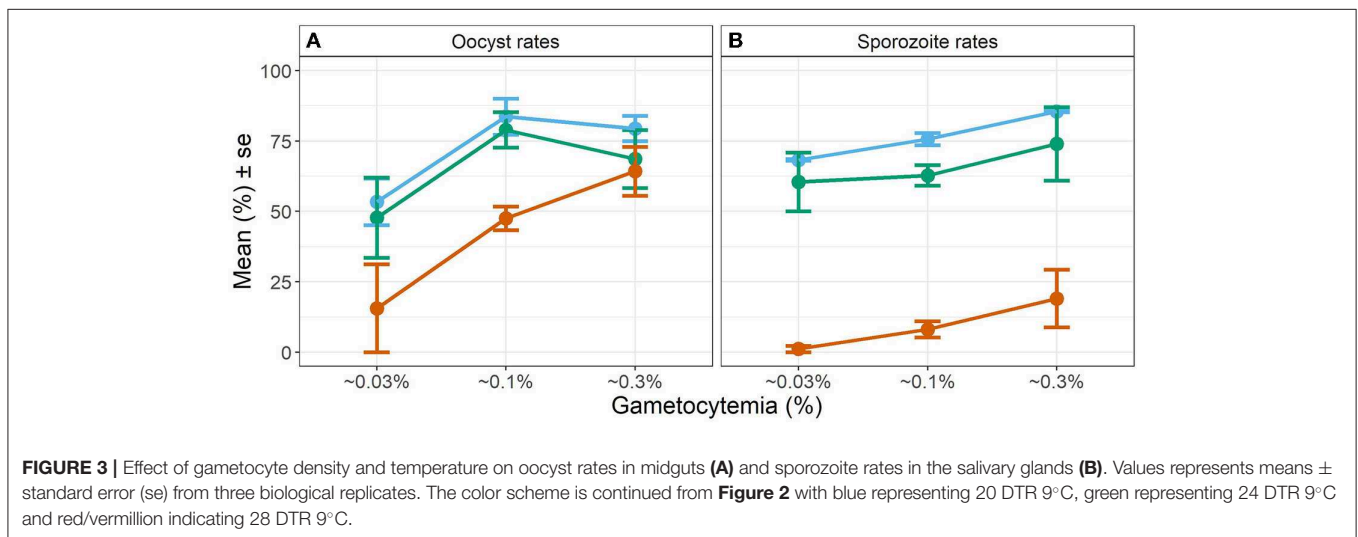 A Oocyst rates B Sporozoite rates
100
75
50
25
0
Mean (%) ± se
~0.03% ~0.1% ~0.3% ~0.03% ~0.1% ~0.3%
Gametocytemia (%)
FIGURE 3 | Effect of gametocyte density and temperature on oocyst rates in midguts (A) and sporozoite rates in the salivary glands (B). Values represents means ±
standard error (se) from three biological replicates. The color scheme is continued from Figure 2 with blue representing 20 DTR 9°C, green representing 24 DTR 9°C
and red/vermillion indicating 28 DTR 9°C.